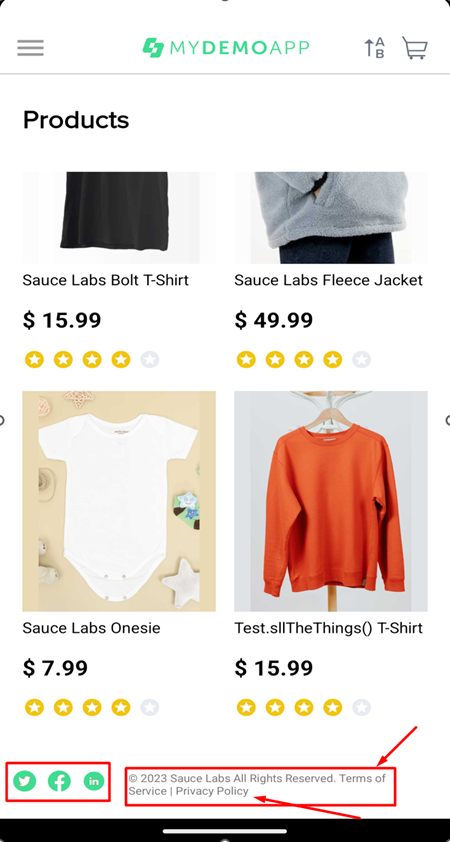 MYDEMOAPP
A
B
Products
Sauce Labs Bolt T-Shirt
Sauce Labs Fleece Jacket
$ 15.99
$ 49.99
Sauce Labs Onesie
Test.sllTheThings() T-Shirt
$ 7.99
$ 15.99
in
© 2023 Sauce Labs All Rights Reserved. Terms of
Service | Privacy Policy